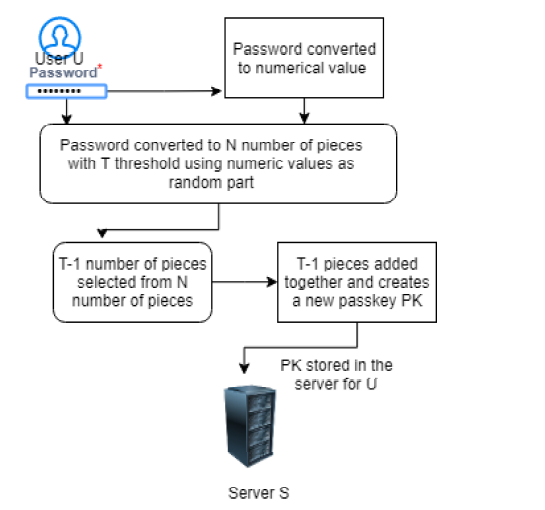 User U
Password*
Password converted
to numerical value
Password converted to N number of pieces
with T threshold using numeric values as
random part
T-1 number of pieces
selected from N
number of pieces
T-1 pieces added
together and creates
a new passkey PK
PK stored in the
server for U
Server S